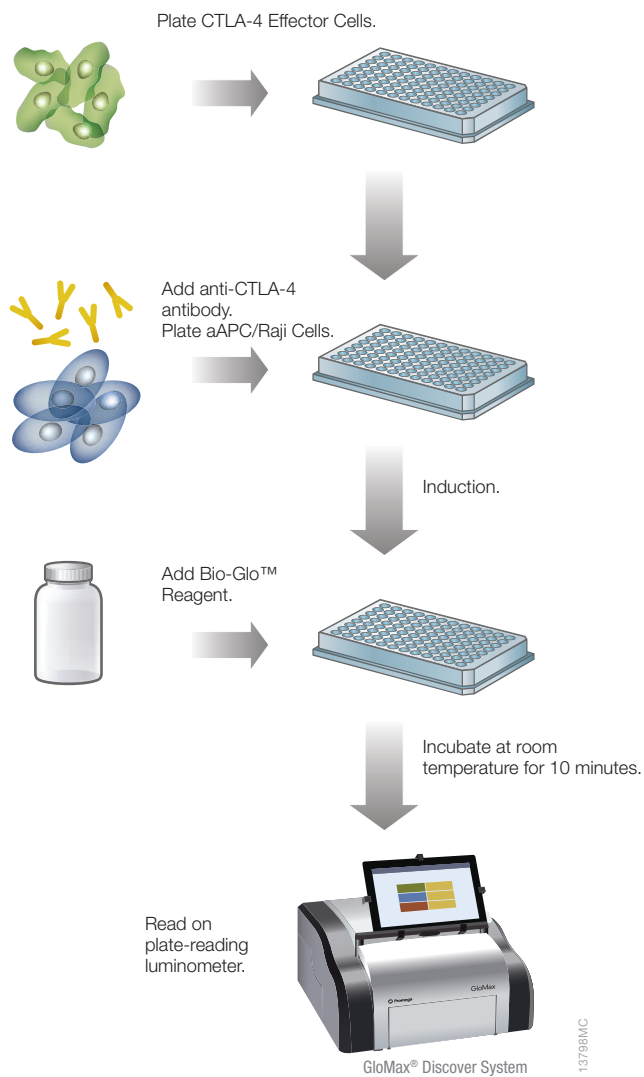 Plate CTLA-4 Effector Cells.
Add anti-CTLA-4
antibody.
Plate aAPC/Raji Cells.
Induction.
Add Bio-Glo™
Reagent.
Incubate at room
temperature for 10 minutes.
Read on
plate-reading
luminometer.
Promega
GloMax
GloMax® Discover System
13798MC